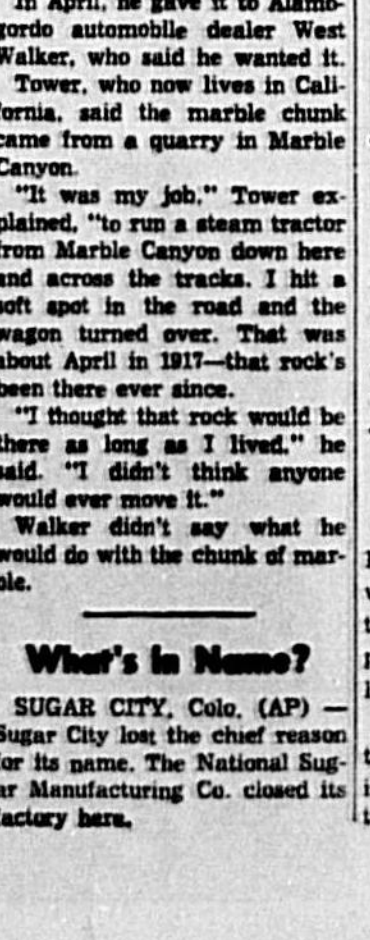 In April, he gave it to Alamo-
gordo automobile dealer West
Walker, who said he wanted it.
Tower, who now lives in Cali-
fornia, said the marble chunk
came from a quarry in Marble
Canyon.
"It was my job," Tower ex-
plained, "to run a steam tractor
from Marble Canyon down here
and across the tracks. I hit a
soft spot in the road and the
wagon turned over. That was
about April in 1917—that rock's
been there ever since.
"I thought that rock would be
there as long as I lived," he
said. "I didn't think anyone
would ever move it."
Walker didn't say what he
would do with the chunk of mar-
ble.
What's in Name?
SUGAR CITY, Colo. (AP) —
Sugar City lost the chief reason
for its name. The National Sug-
ar Manufacturing Co. closed its
factory here.